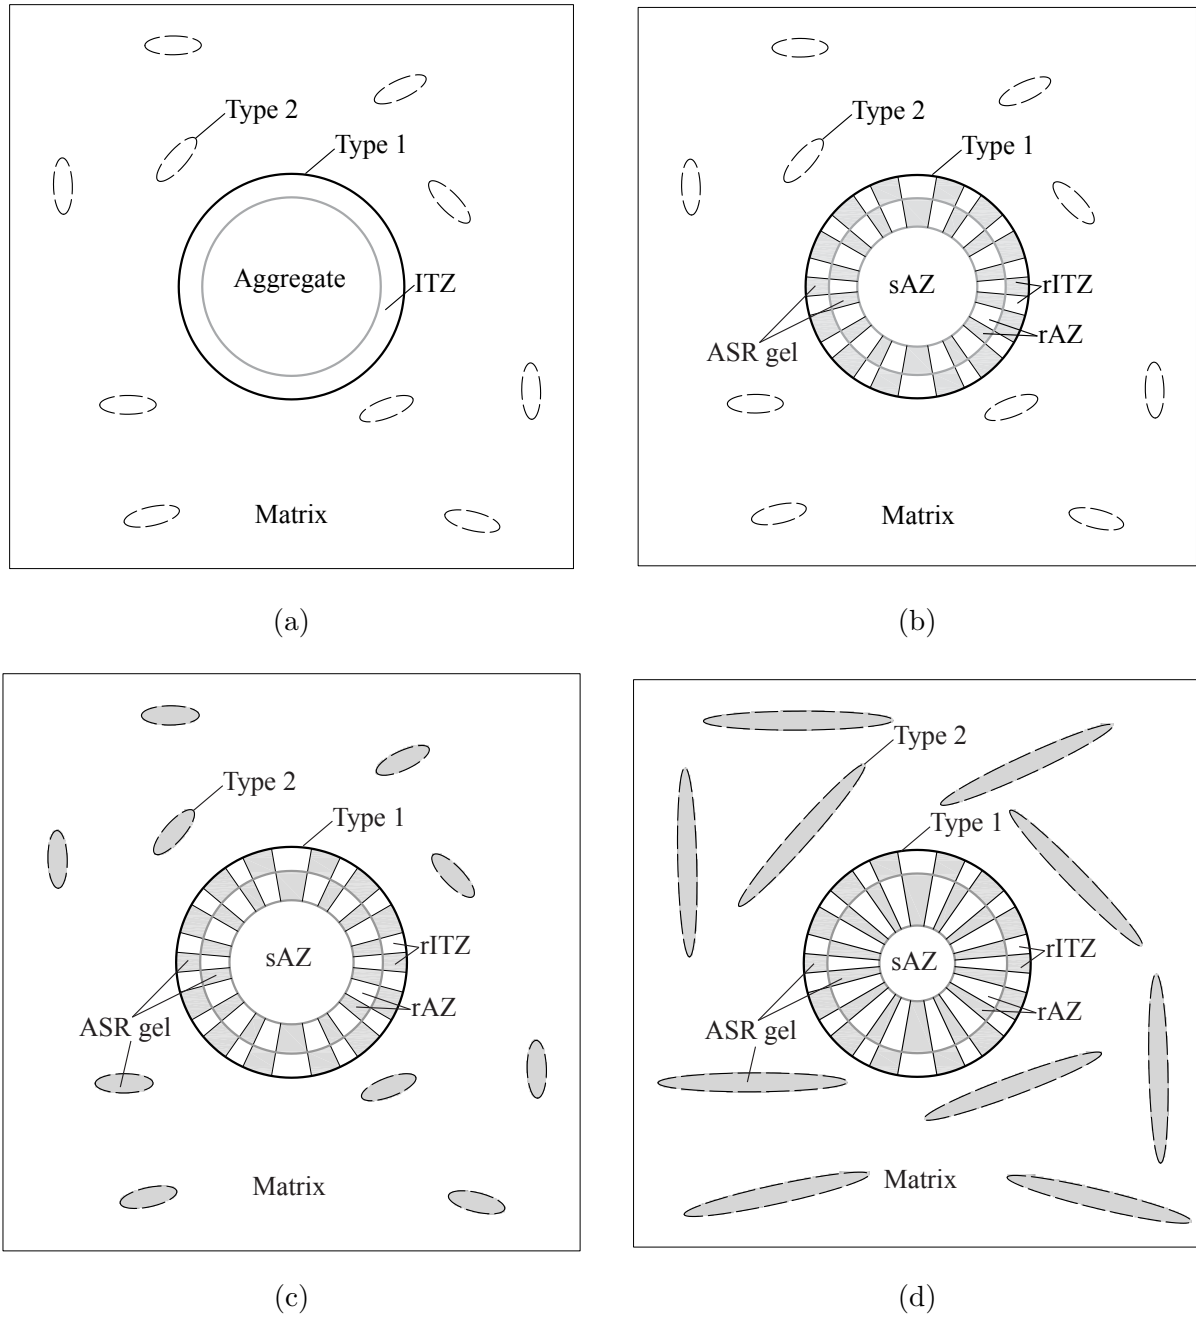 Type 2
Type 1
Aggregate
ITZ
Matrix
(a)
Type 2
Type 1
sAZ
rITZ
rAZ
ASR gel
Matrix
(b)
Type 2
Type 1
sAZ
rITZ
rAZ
ASR gel
Matrix
(c)
Type 2
Type 1
sAZ
rITZ
rAZ
ASR gel
Matrix
(d)